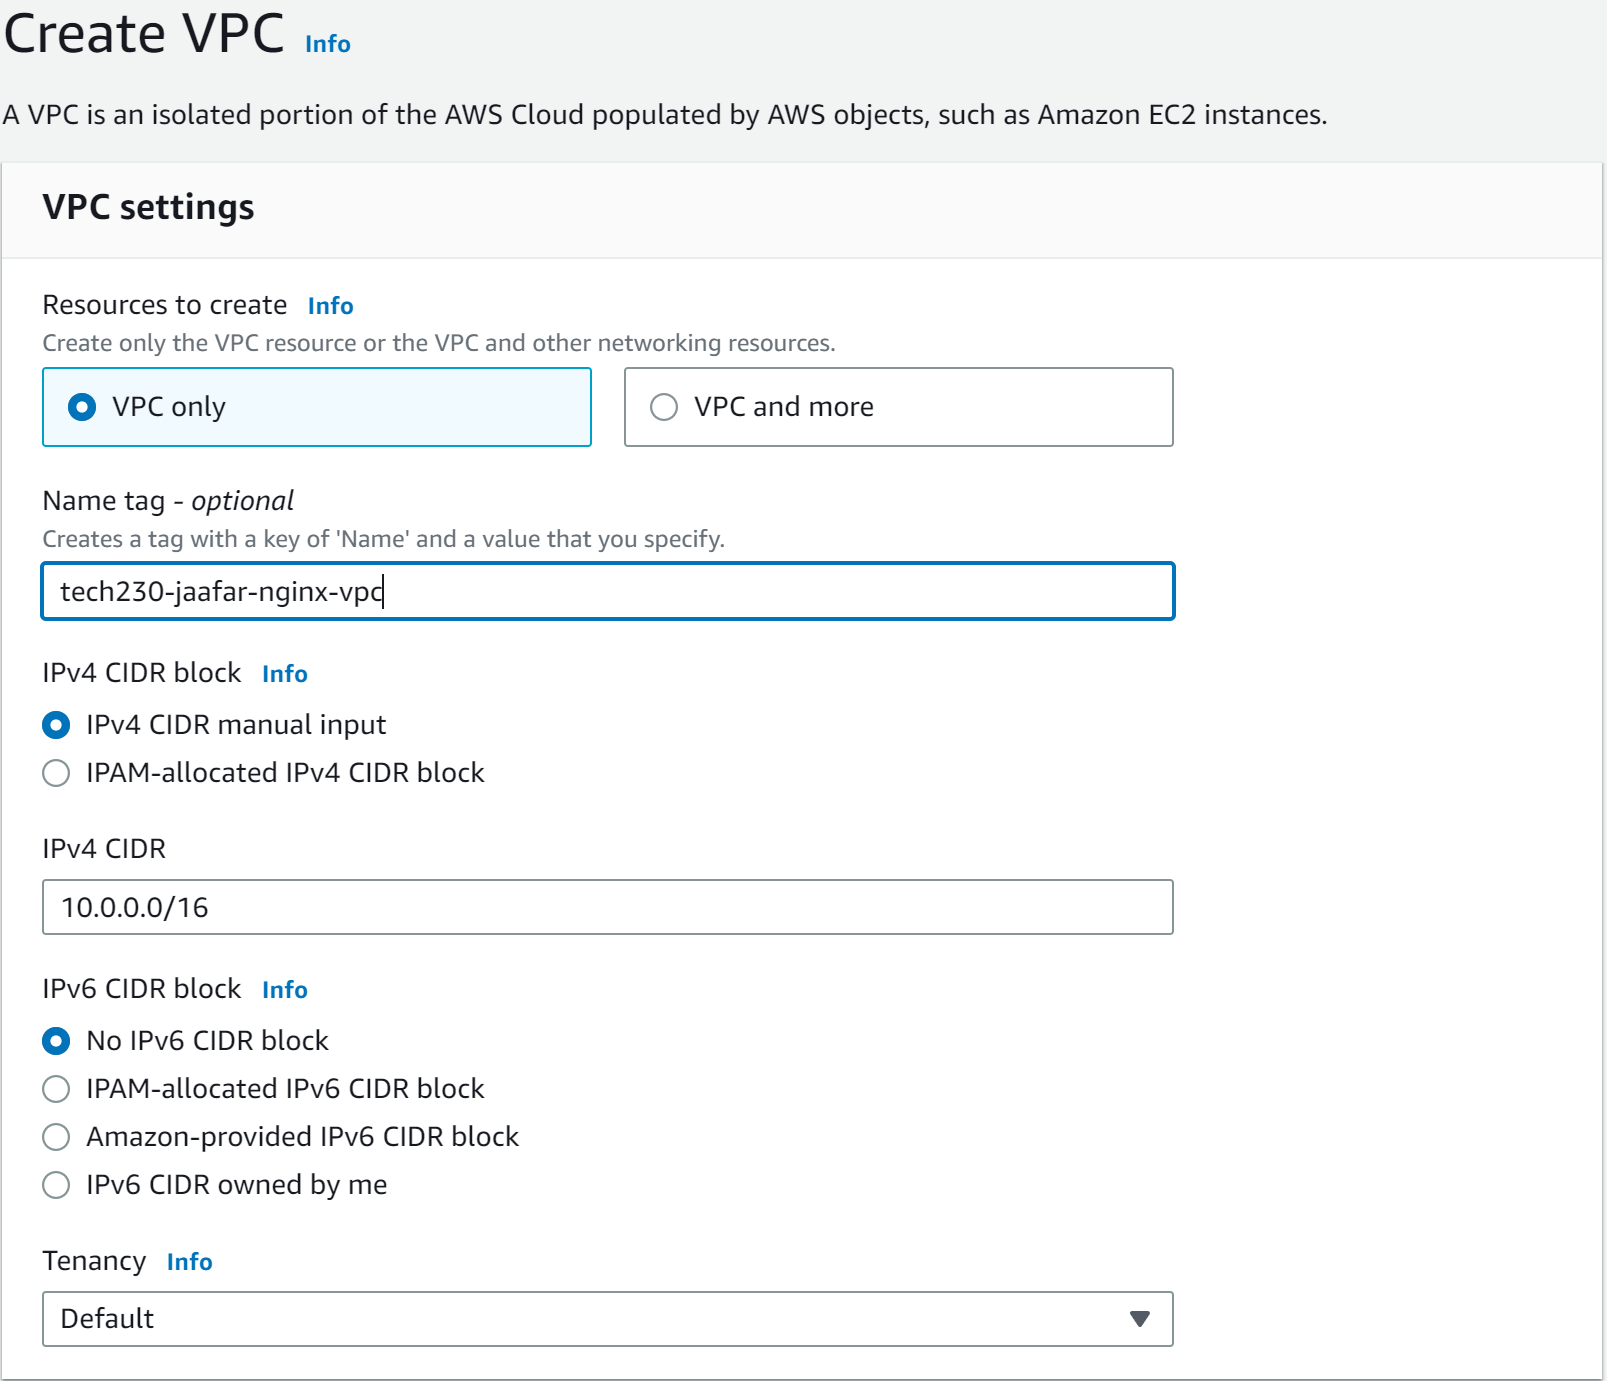 Create VPC Info
A VPC is an isolated portion of the AWS Cloud populated by AWS objects, such as Amazon EC2 instances.
VPC settings
Resources to create Info
Create only the VPC resource or the VPC and other networking resources.
VPC only
VPC and more
Name tag - optional
Creates a tag with a key of 'Name' and a value that you specify.
tech230-jaafar-nginx-vpc
IPv4 CIDR block Info
IPv4 CIDR manual input
IPAM-allocated IPv4 CIDR block
IPv4 CIDR
10.0.0.0/16
IPv6 CIDR block Info
No IPv6 CIDR block
IPAM-allocated IPv6 CIDR block
Amazon-provided IPv6 CIDR block
IPv6 CIDR owned by me
Tenancy Info
Default